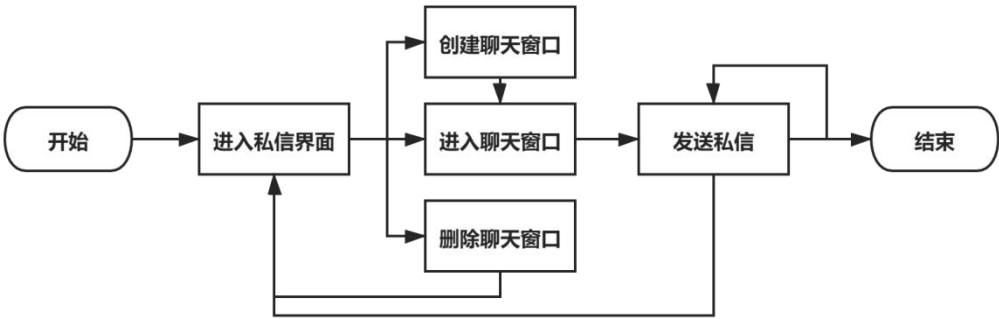 创建聊天窗口
开始
进入私信界面
进入聊天窗口
发送私信
结束
删除聊天窗口